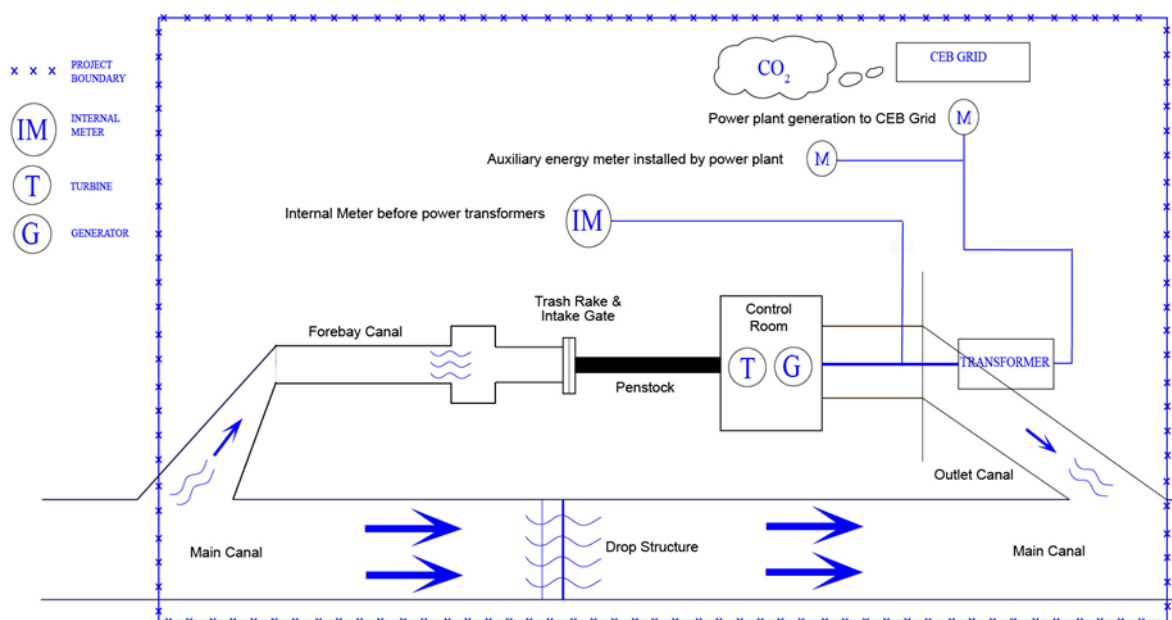 PROJECT
BOUNDARY
IM
INTERNAL
METER
T
TURBINE
G
GENERATOR
CO2
CEB GRID
Power plant generation to CEB Grid
M
Auxiliary energy meter installed by power plant
M
Internal Meter before power transformers
IM
Trash Rake &
Intake Gate
Forebay Canal
Control
Room
T
G
TRANSFORMER
Penstock
Outlet Canal
Main Canal
Drop Structure
Main Canal